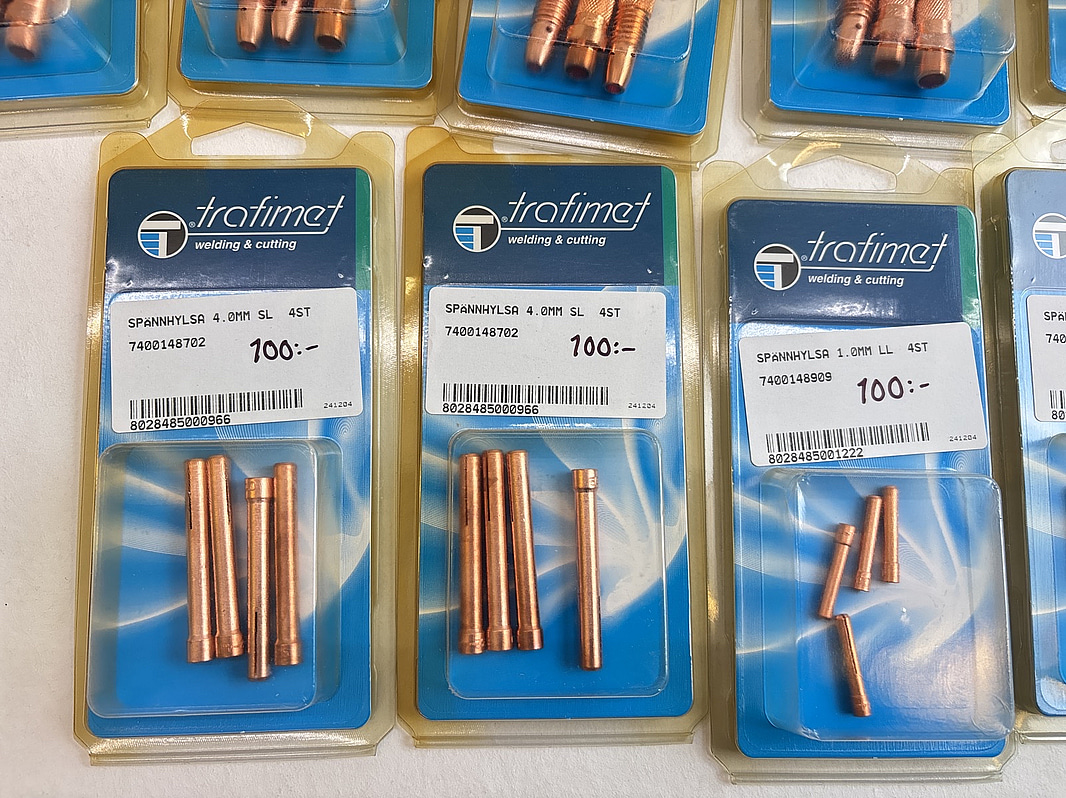 trafimet
welding & cutting
SPÄNNHYLSA 4.0MM SL 4ST
7400148702
100:-
241204
8028485000966
trafimet
welding & cutting
SPÄNNHYLSA 4.0MM SL 4ST
7400148702
100:-
241204
8028485000966
trafimet
welding & cutting
SPÄNNHYLSA 1.0MM LL 4ST
7400148909
100:-
241204
8028485001222